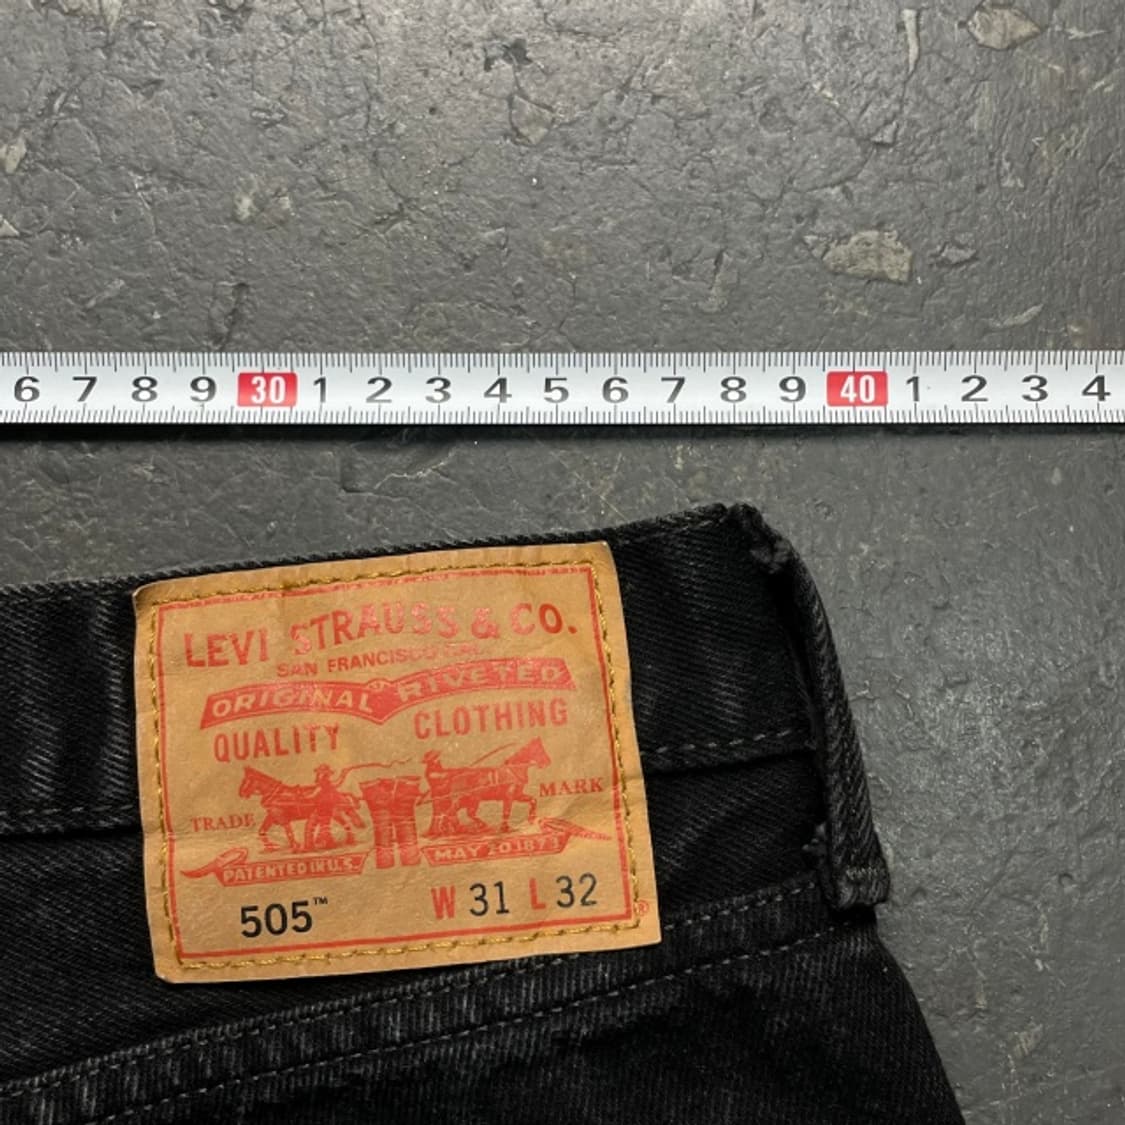 6 7 8 9 30 1 2 3 4 5 6 7 8 9 40 1 2 3 4
LEVI STRAUSS & CO.
SAN FRANCISCO CAL.
ORIGINAL RIVETED
QUALITY CLOTHING
TRADE MARK
PATENTED IN U.S. MAY 20 1873
505™ W 31 L 32 ®